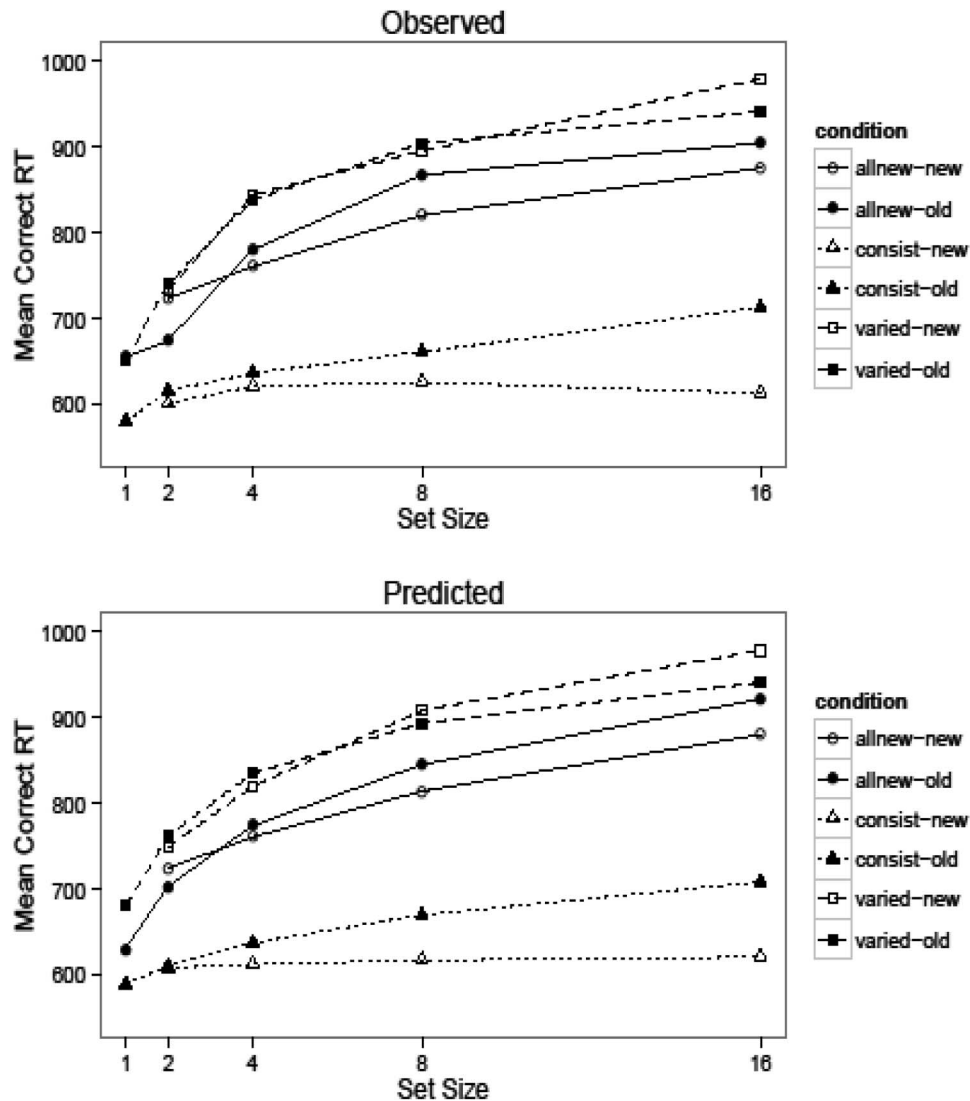 Observed
Mean Correct RT
1000
900
800
700
600
1 2 4 8 16
Set Size
condition
allnew-new
allnew-old
consist-new
consist-old
varied-new
varied-old
Predicted
Mean Correct RT
1000
900
800
700
600
1 2 4 8 16
Set Size
condition
allnew-new
allnew-old
consist-new
consist-old
varied-new
varied-old